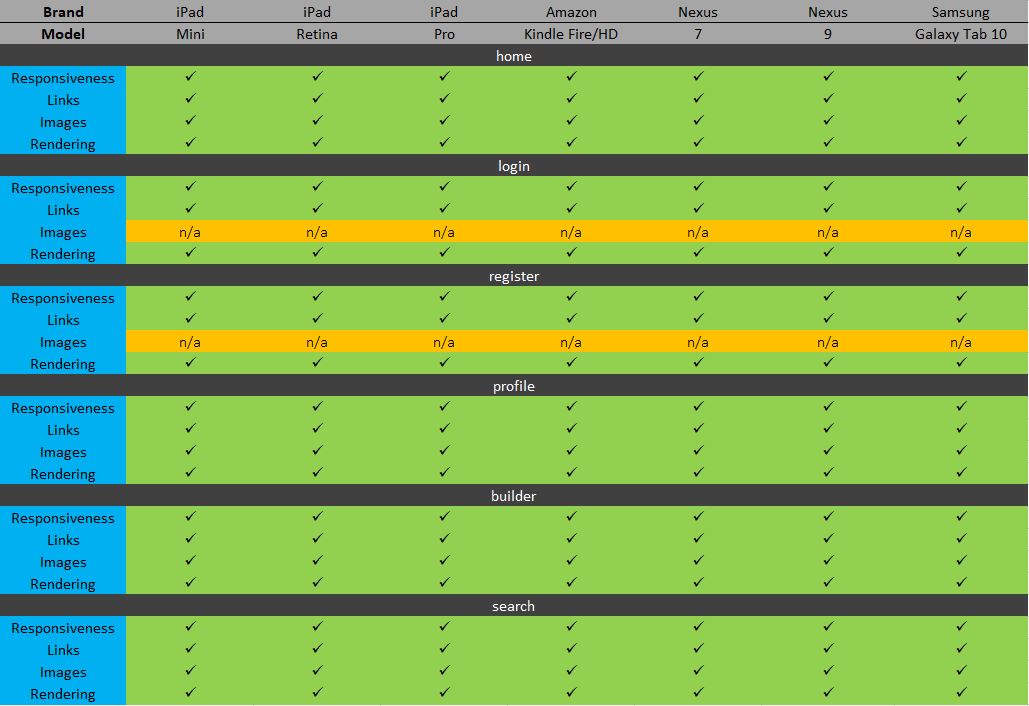 Brand iPad iPad iPad Amazon Nexus Nexus Samsung
Model Mini Retina Pro Kindle Fire/HD 7 9 Galaxy Tab 10
home
Responsiveness ✓ ✓ ✓ ✓ ✓ ✓ ✓
Links ✓ ✓ ✓ ✓ ✓ ✓ ✓
Images ✓ ✓ ✓ ✓ ✓ ✓ ✓
Rendering ✓ ✓ ✓ ✓ ✓ ✓ ✓
login
Responsiveness ✓ ✓ ✓ ✓ ✓ ✓ ✓
Links ✓ ✓ ✓ ✓ ✓ ✓ ✓
Images n/a n/a n/a n/a n/a n/a n/a
Rendering ✓ ✓ ✓ ✓ ✓ ✓ ✓
register
Responsiveness ✓ ✓ ✓ ✓ ✓ ✓ ✓
Links ✓ ✓ ✓ ✓ ✓ ✓ ✓
Images n/a n/a n/a n/a n/a n/a n/a
Rendering ✓ ✓ ✓ ✓ ✓ ✓ ✓
profile
Responsiveness ✓ ✓ ✓ ✓ ✓ ✓ ✓
Links ✓ ✓ ✓ ✓ ✓ ✓ ✓
Images ✓ ✓ ✓ ✓ ✓ ✓ ✓
Rendering ✓ ✓ ✓ ✓ ✓ ✓ ✓
builder
Responsiveness ✓ ✓ ✓ ✓ ✓ ✓ ✓
Links ✓ ✓ ✓ ✓ ✓ ✓ ✓
Images ✓ ✓ ✓ ✓ ✓ ✓ ✓
Rendering ✓ ✓ ✓ ✓ ✓ ✓ ✓
search
Responsiveness ✓ ✓ ✓ ✓ ✓ ✓ ✓
Links ✓ ✓ ✓ ✓ ✓ ✓ ✓
Images ✓ ✓ ✓ ✓ ✓ ✓ ✓
Rendering ✓ ✓ ✓ ✓ ✓ ✓ ✓